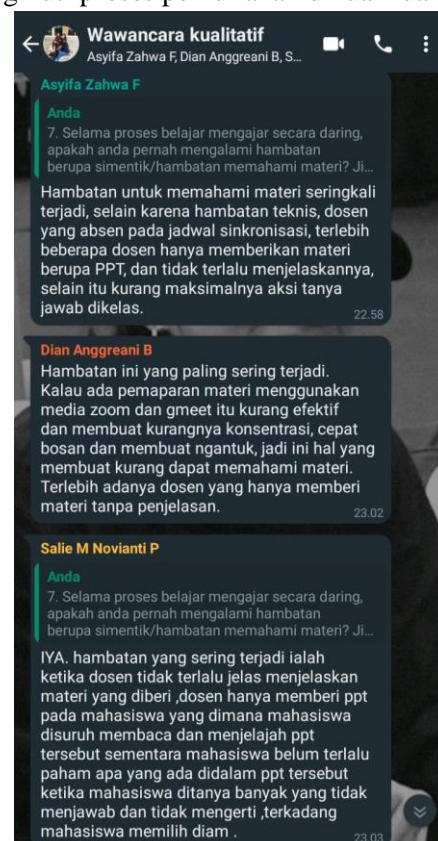 Wawancara kualitatif
Asyifa Zahwa F, Dian Anggreani B, S...
Asyifa Zahwa F
Anda
7. Selama proses belajar mengajar secara daring,
apakah anda pernah mengalami hambatan
berupa simentik/hambatan memahami materi? Ji...
Hambatan untuk memahami materi seringkali
terjadi, selain karena hambatan teknis, dosen
yang absen pada jadwal sinkronisasi, terlebih
beberapa dosen hanya memberikan materi
berupa PPT, dan tidak terlalu menjelaskannya,
selain itu kurang maksimalnya aksi tanya
jawab dikelas.
22.58
Dian Anggreani B
Hambatan ini yang paling sering terjadi.
Kalau ada pemaparan materi menggunakan
media zoom dan gmeet itu kurang efektif
dan membuat kurangnya konsentrasi, cepat
bosan dan membuat ngantuk, jadi ini hal yang
membuat kurang dapat memahami materi.
Terlebih adanya dosen yang hanya memberi
materi tanpa penjelasan.
23.02
Salie M Novianti P
Anda
7. Selama proses belajar mengajar secara daring,
apakah anda pernah mengalami hambatan
berupa simentik/hambatan memahami materi? Ji...
IYA. hambatan yang sering terjadi ialah
ketika dosen tidak terlalu jelas menjelaskan
materi yang diberi ,dosen hanya memberi ppt
pada mahasiswa yang dimana mahasiswa
disuruh membaca dan menjelajah ppt
tersebut sementara mahasiswa belum terlalu
paham apa yang ada didalam ppt tersebut
ketika mahasiswa ditanya banyak yang tidak
menjawab dan tidak mengerti ,terkadang
mahasiswa memilih diam .
23.03